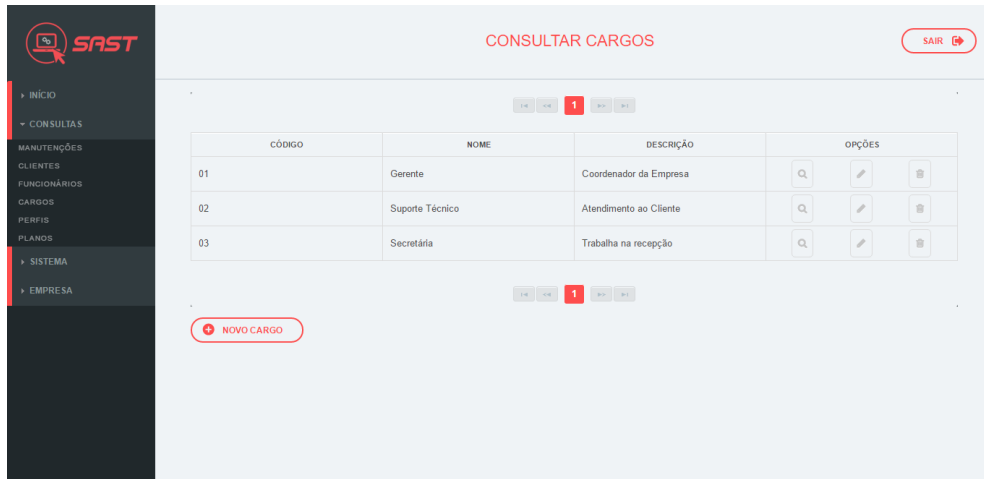 SAST
CONSULTAR CARGOS
SAIR
INÍCIO
CONSULTAS
MANUTENÇÕES
CLIENTES
FUNCIONÁRIOS
CARGOS
PERFIS
PLANOS
SISTEMA
EMPRESA
1
CÓDIGO NOME DESCRIÇÃO OPÇÕES
01 Gerente Coordenador da Empresa
02 Suporte Técnico Atendimento ao Cliente
03 Secretária Trabalha na recepção
1
NOVO CARGO